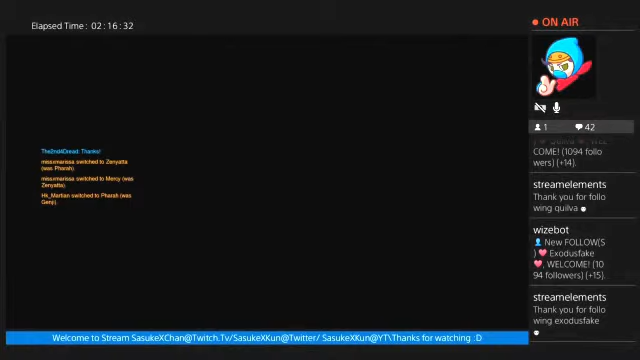 Elapsed Time : 02:16:32
ON AIR
1 42
COME! (1094 follo
wers) (+14).
streamelements
Thank you for follo
wing quilva
wizebot
New FOLLOW(S
) Exodusfake
, WELCOME! (10
94 followers) (+15).
streamelements
Thank you for follo
wing exodusfake
The2nd4Dread: Thanks!
missxmarissa switched to Zenyatta
(was Pharah).
missxmarissa switched to Mercy (was
Zenyatta).
Hk_Martian switched to Pharah (was
Genji).
Welcome to Stream SasukeXChan@Twitch.Tv/SasukeXKun@Twitter/ SasukeXKun@YT\Thanks for watching :D